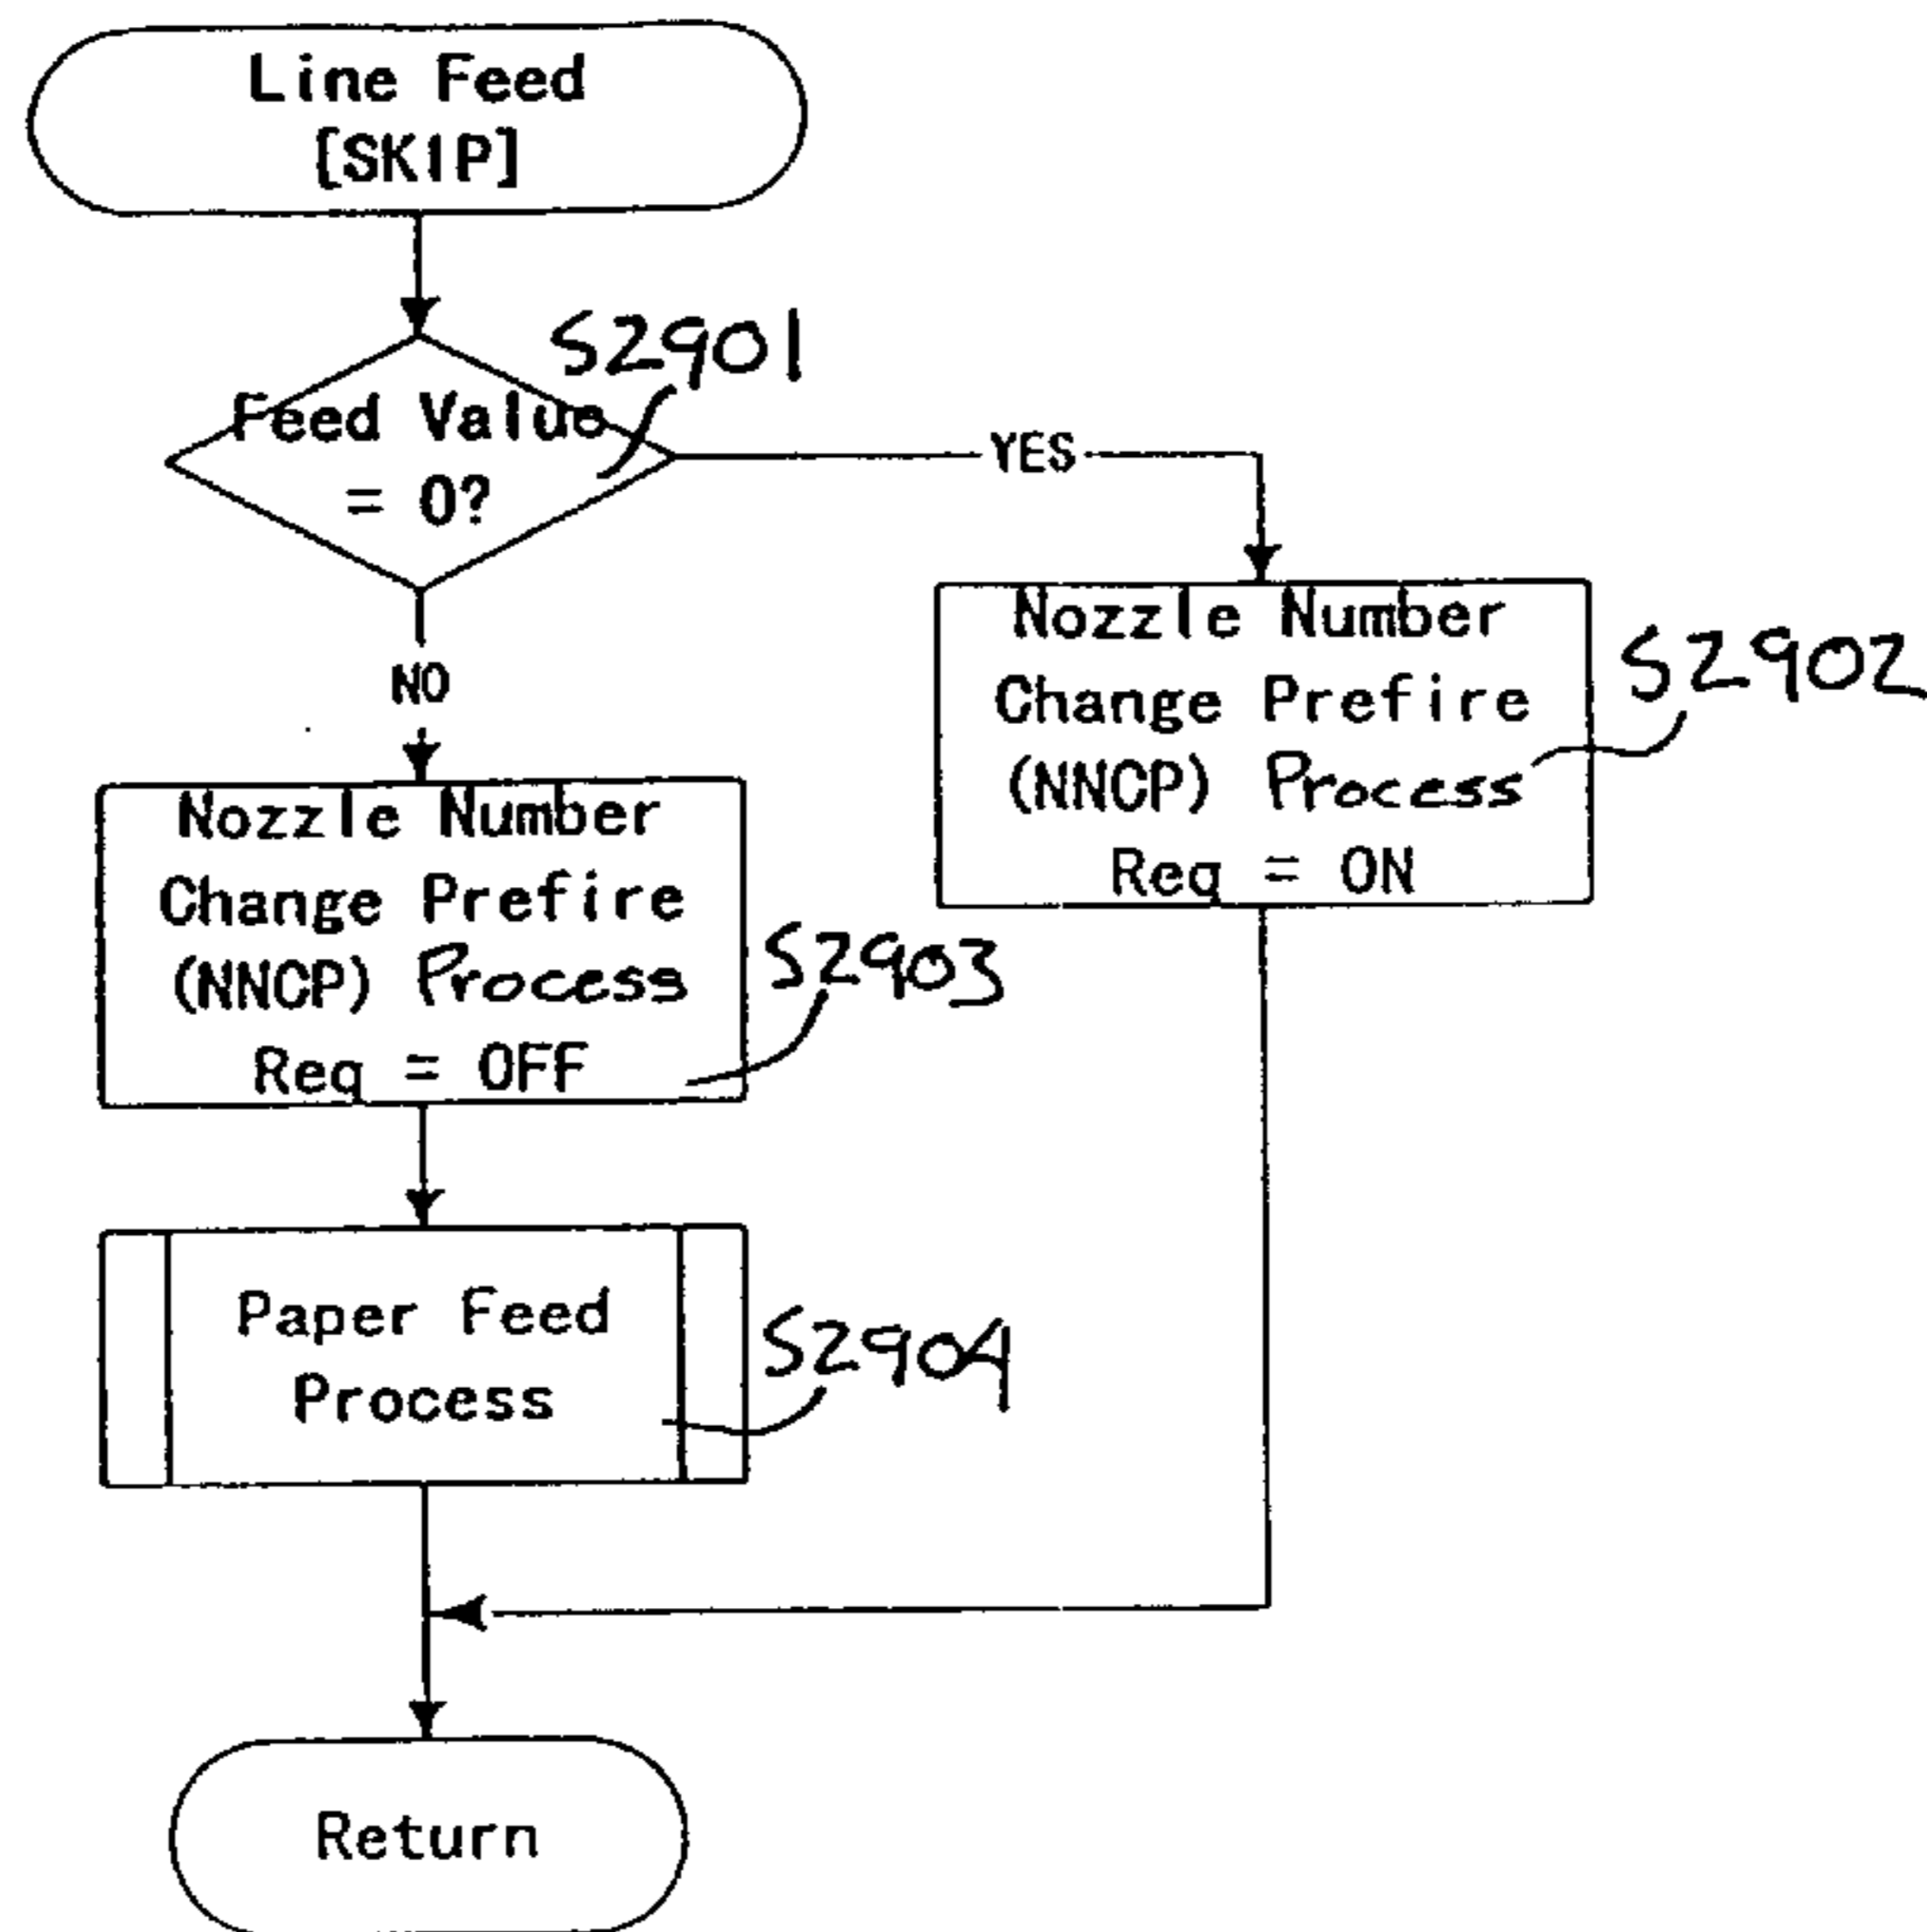 Line Feed
[SKIP]
S2901
Feed Value
= 0?
YES
NO
Nozzle Number
Change Prefire
(NNCP) Process
Req = ON
S2902
Nozzle Number
Change Prefire
(NNCP) Process
Req = OFF
S2903
Paper Feed
Process
S2904
Return